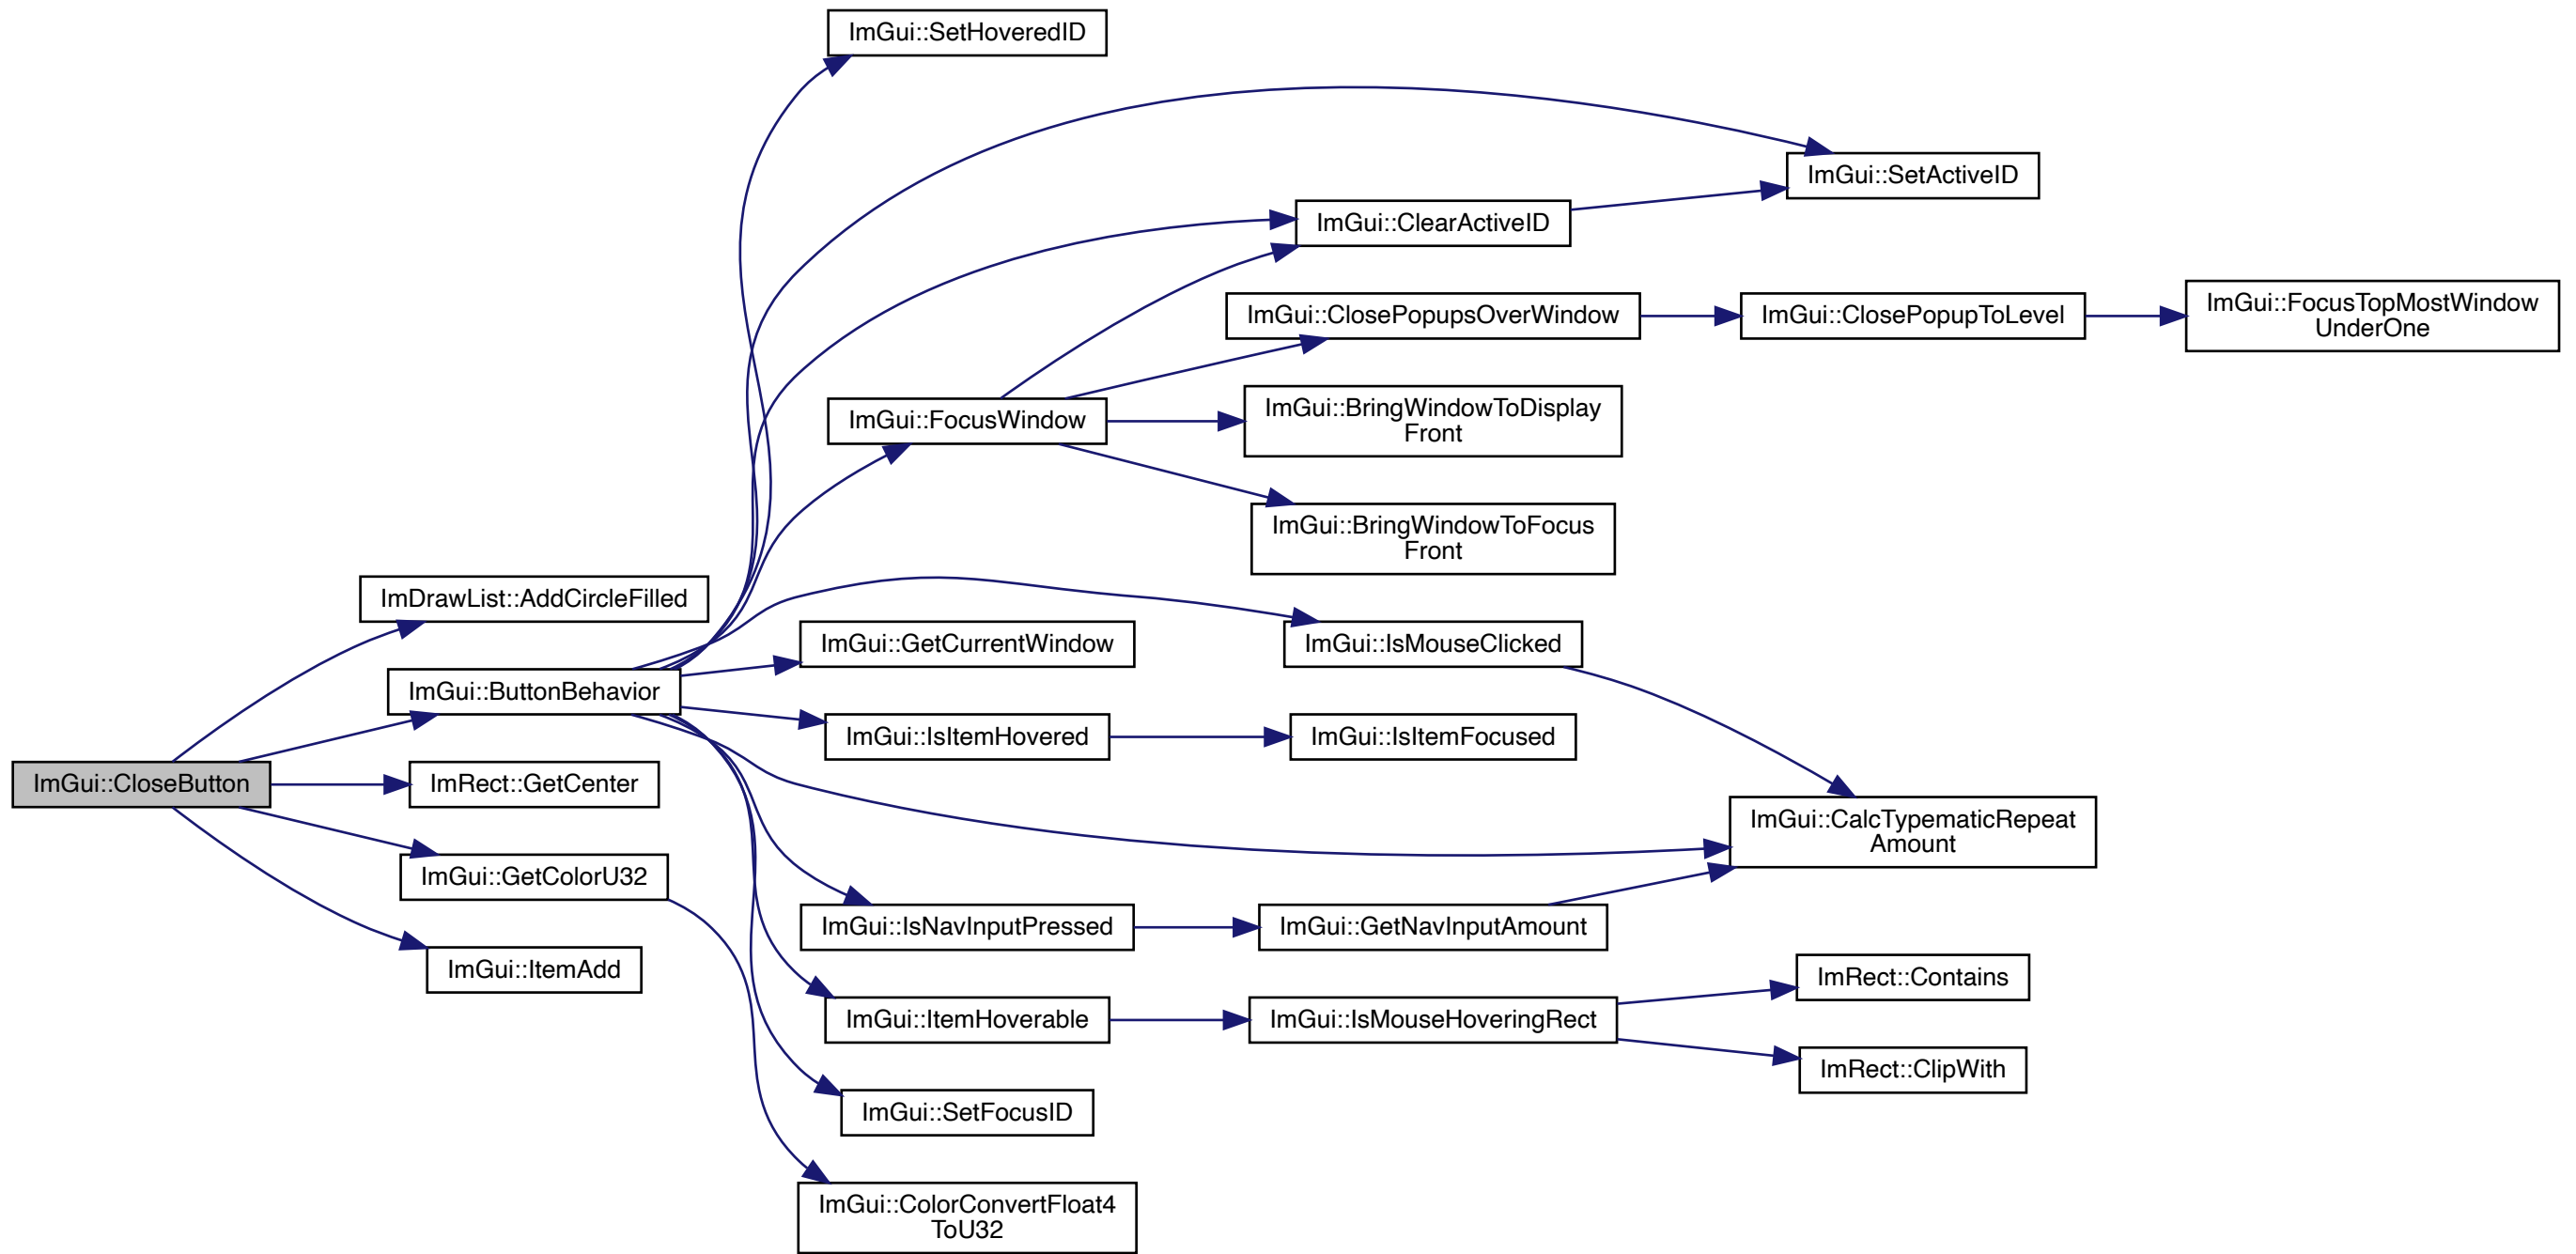 ImGui::SetHoveredID
ImGui::SetActiveID
ImGui::ClearActiveID
ImGui::ClosePopupsOverWindow
ImGui::ClosePopupToLevel
ImGui::FocusTopMostWindow
UnderOne
ImGui::FocusWindow
ImGui::BringWindowToDisplay
Front
ImGui::BringWindowToFocus
Front
ImDrawList::AddCircleFilled
ImGui::GetCurrentWindow
ImGui::IsMouseClicked
ImGui::ButtonBehavior
ImGui::IsItemHovered
ImGui::IsItemFocused
ImGui::CloseButton
ImRect::GetCenter
ImGui::CalcTypematicRepeat
Amount
ImGui::GetColorU32
ImGui::IsNavInputPressed
ImGui::GetNavInputAmount
ImGui::ItemAdd
ImRect::Contains
ImGui::ItemHoverable
ImGui::IsMouseHoveringRect
ImRect::ClipWith
ImGui::SetFocusID
ImGui::ColorConvertFloat4
ToU32